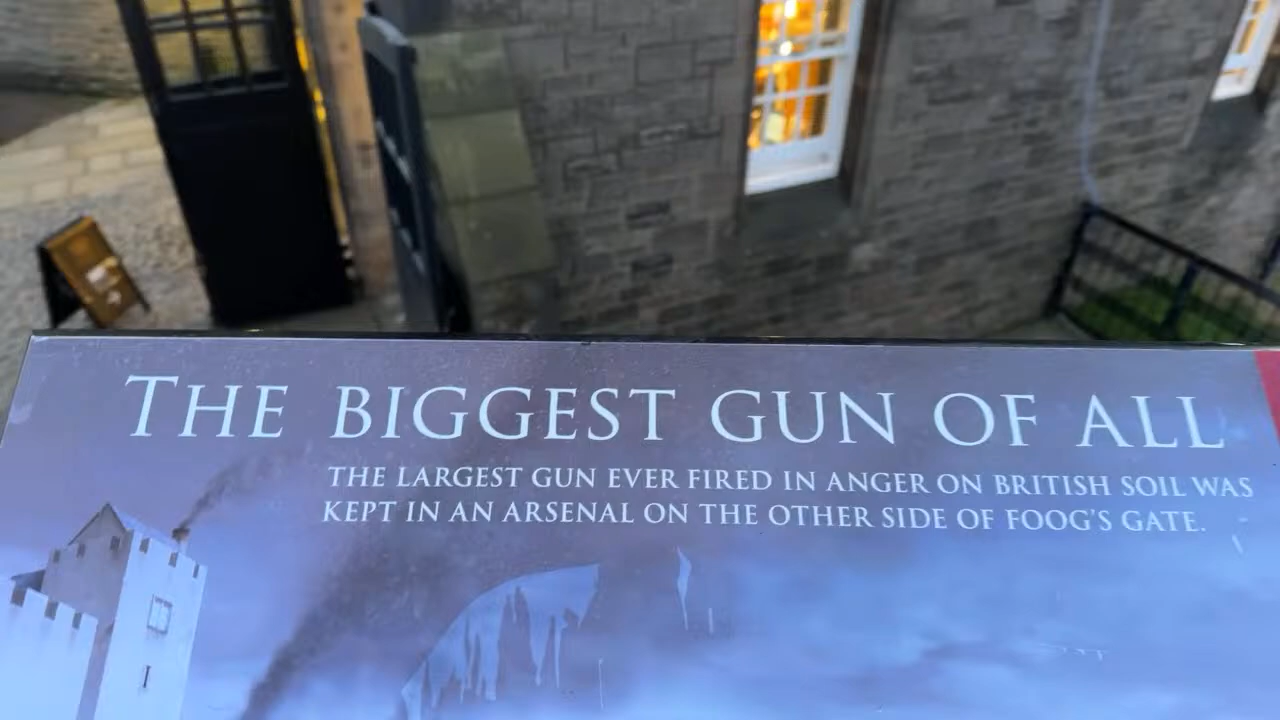 THE BIGGEST GUN OF ALL
THE LARGEST GUN EVER FIRED IN ANGER ON BRITISH SOIL WAS
KEPT IN AN ARSENAL ON THE OTHER SIDE OF FOOG'S GATE.